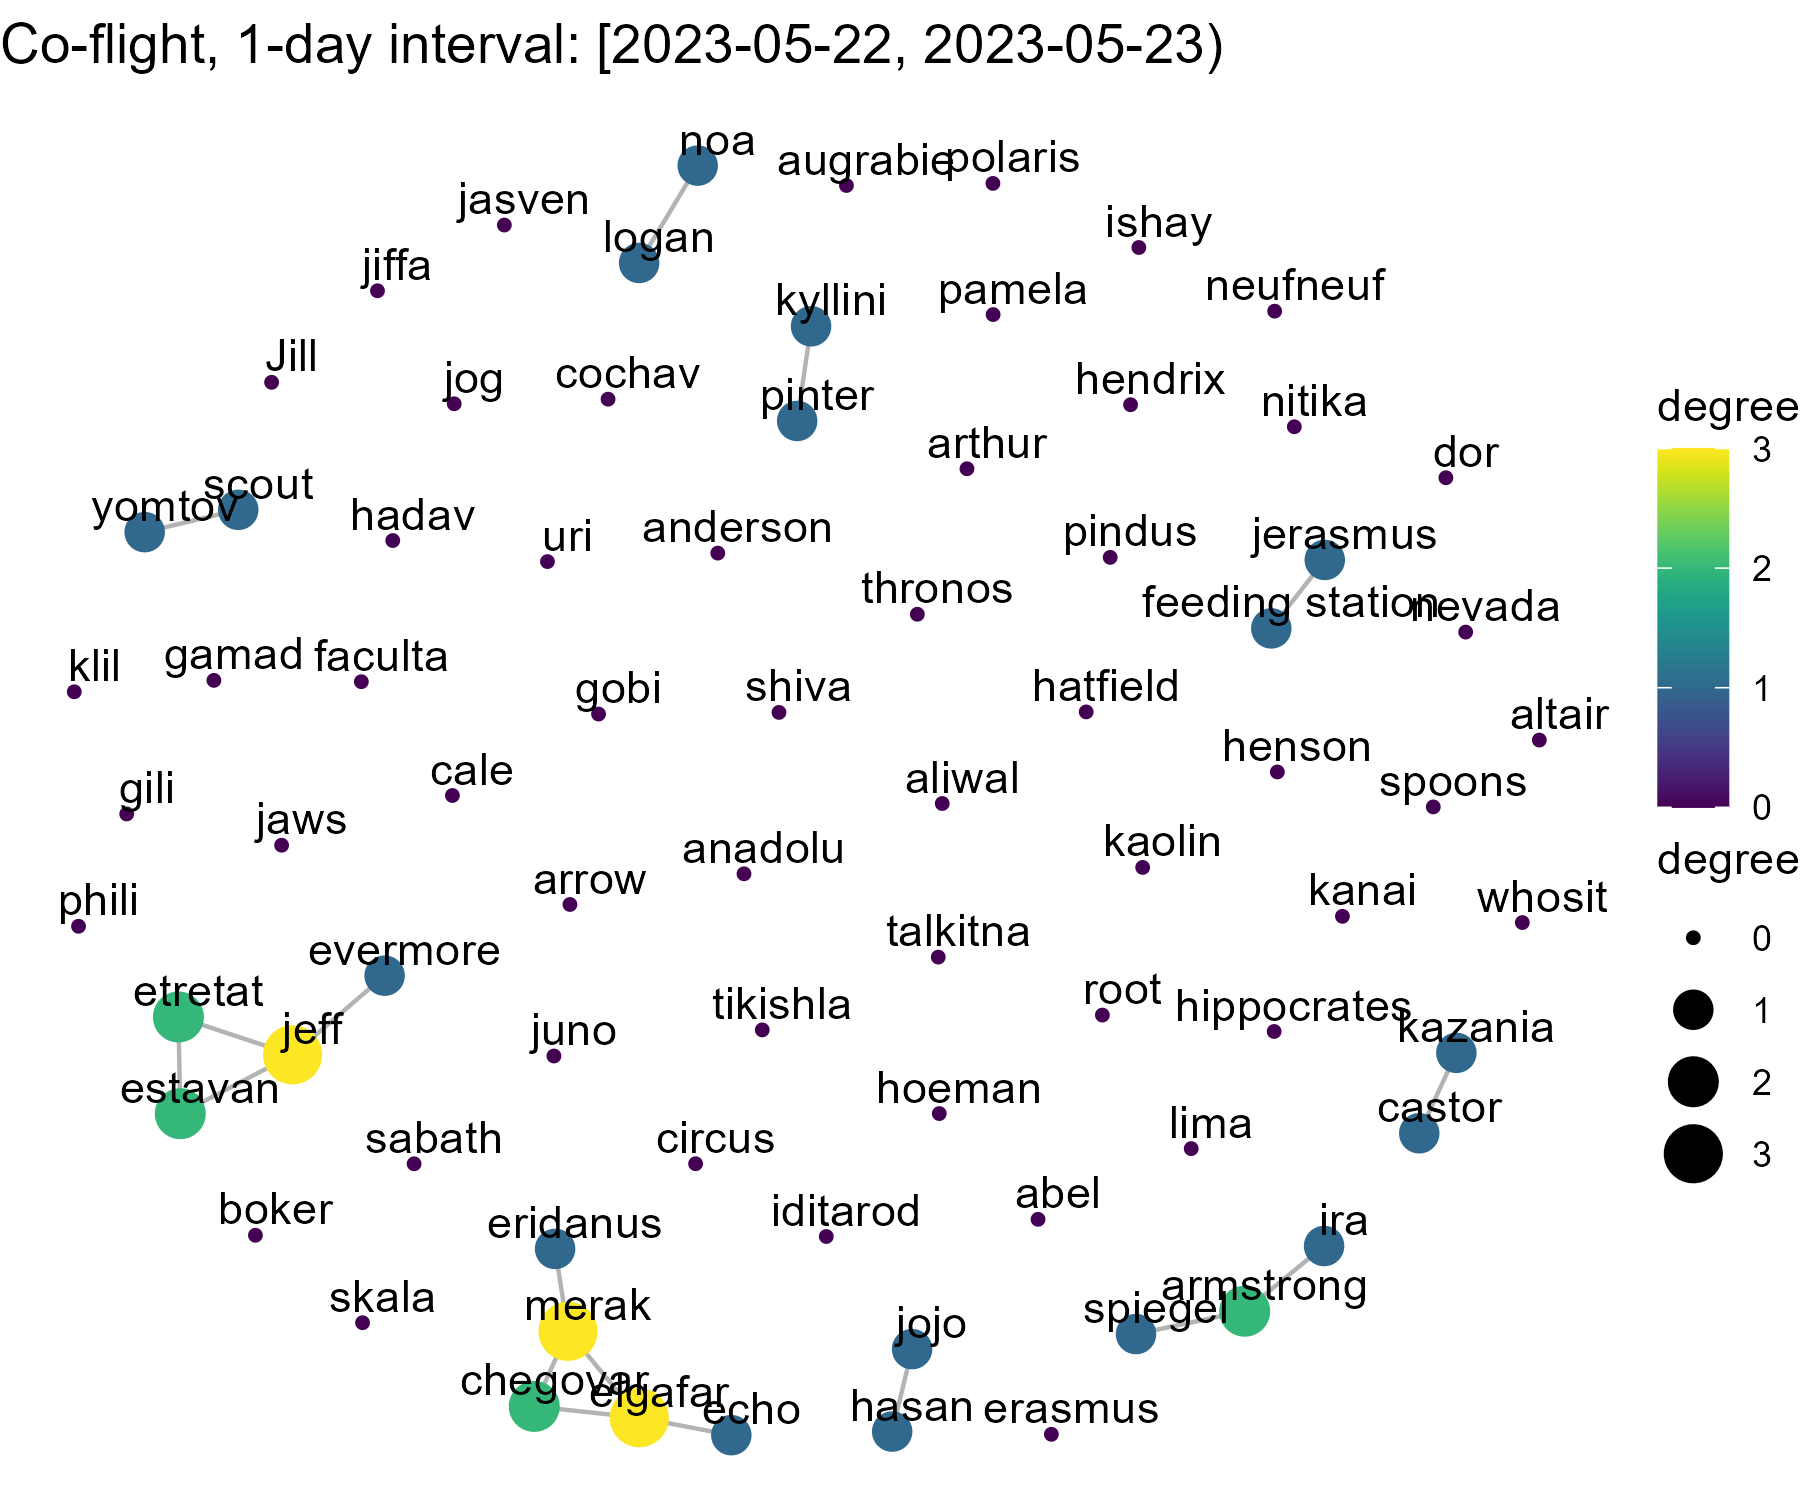 Co-flight, 1-day interval: [2023-05-22, 2023-05-23)
noa
augrabie
polaris
jasven
ishay
logan
jiffa
neufneuf
pamela
kyllini
Jill
cochav
jog
hendrix
pinter
nitika
arthur
dor
scout
yomtov
hadav
anderson
uri
pindus
jerasmus
thronos
feeding station
nevada
gamad
faculta
klil
gobi
shiva
hatfield
altair
henson
cale
aliwal
spoons
gili
jaws
anadolu
kaolin
arrow
kanai
whosit
phili
talkitna
evermore
etretat
root
tikishla
hippocrates
kazania
jeff
juno
estavan
hoeman
castor
lima
sabath
circus
abel
boker
iditarod
eridanus
ira
armstrong
skala
merak
spiegel
jojo
chegovar
elgafar
echo
hasan
erasmus
degree
3
2
1
0
degree
0
1
2
3